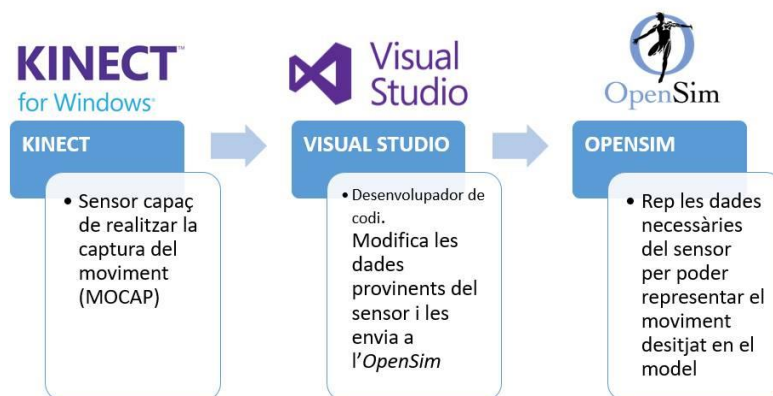 KINECT™
for Windows®
Visual
Studio
OpenSim
KINECT
VISUAL STUDIO
OPENSIM
• Sensor capaç
de realitzar la
captura del
moviment
(MOCAP)
• Desenvolupador de
codi.
Modifica les
dades
provinents del
sensor i les
envia a
l'OpenSim
• Rep les dades
necessàries
del sensor
per poder
representar el
moviment
desitjat en el
model